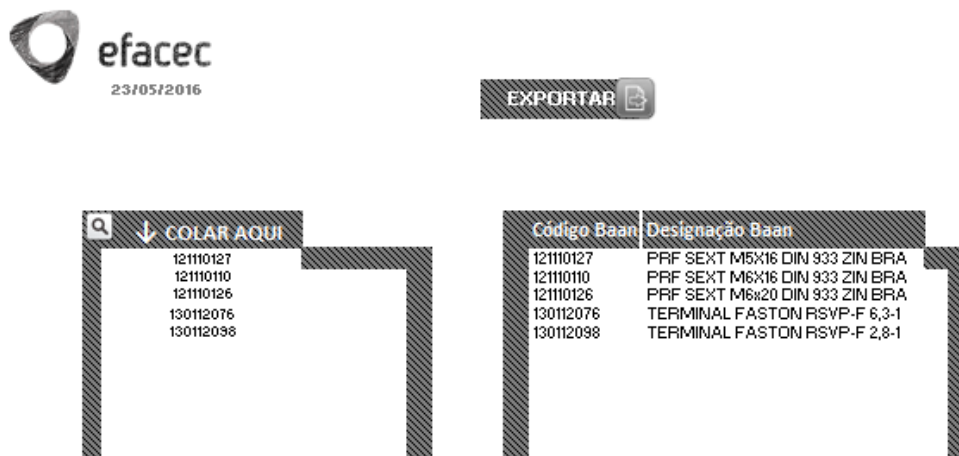 efacec
23/05/2016
EXPORTAR
COLAR AQUI
121110127
121110110
121110126
130112076
130112098
Código Baan Designação Baan
121110127 PRF SEXT M5X16 DIN 933 ZIN BRA
121110110 PRF SEXT M6X16 DIN 933 ZIN BRA
121110126 PRF SEXT M6x20 DIN 933 ZIN BRA
130112076 TERMINAL FASTON RSVP-F 6,3-1
130112098 TERMINAL FASTON RSVP-F 2,8-1